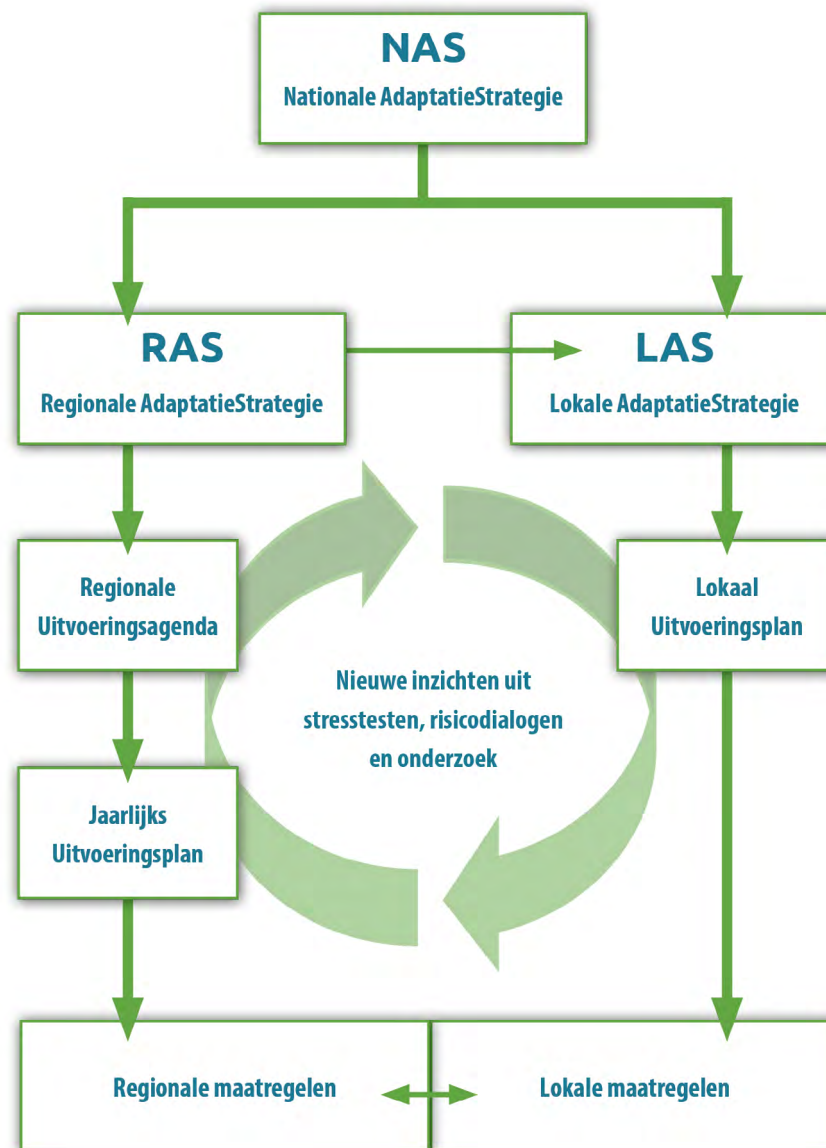 NAS
Nationale AdaptatieStrategie
RAS
Regionale AdaptatieStrategie
LAS
Lokale AdaptatieStrategie
Regionale
Uitvoeringsagenda
Lokaal
Uitvoeringsplan
Nieuwe inzichten uit
stresstesten, risicodialogen
en onderzoek
Jaarlijks
Uitvoeringsplan
Regionale maatregelen
Lokale maatregelen